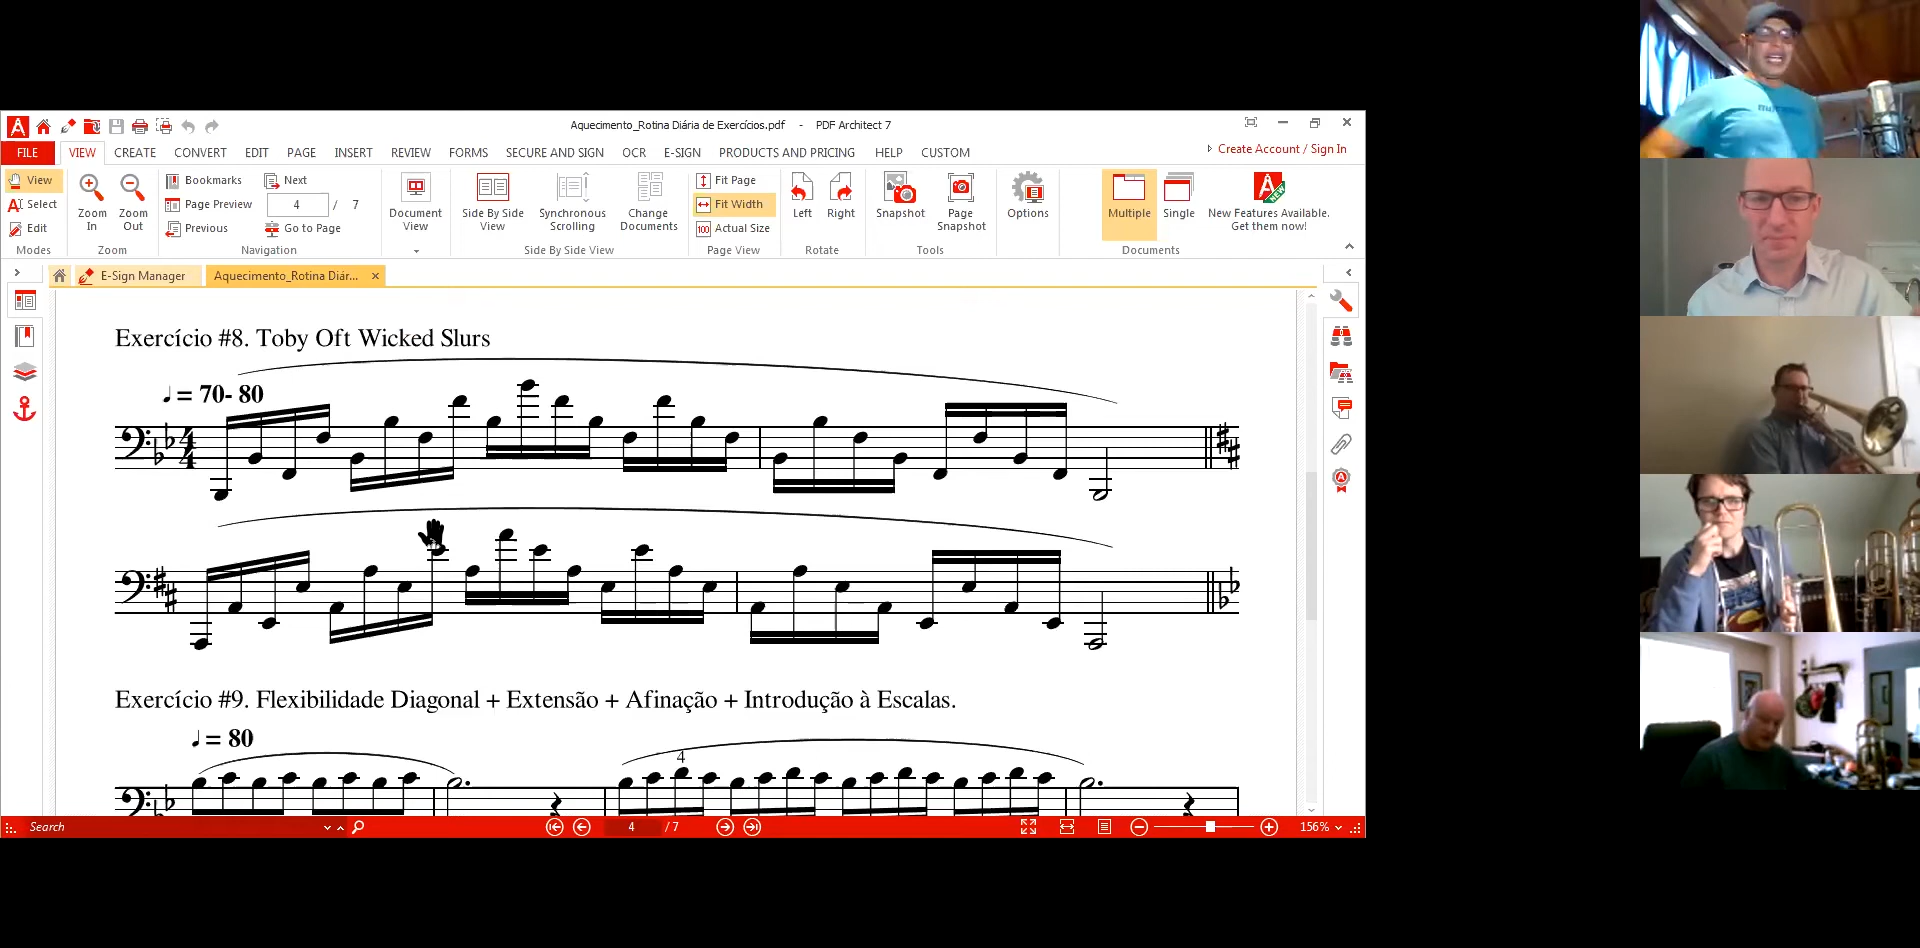 Aquecimento_Rotina Diária de Exercícios.pdf - PDF Architect 7
FILE VIEW CREATE CONVERT EDIT PAGE INSERT REVIEW FORMS SECURE AND SIGN OCR E-SIGN PRODUCTS AND PRICING HELP CUSTOM Create Account / Sign In
View
Select
Edit
Modes
Zoom In
Zoom Out
Zoom
Bookmarks
Page Preview
Previous
Next
4 / 7
Go to Page
Navigation
Document View
Side By Side View
Synchronous Scrolling
Change Documents
Side By Side View
Fit Page
Fit Width
100 Actual Size
Page View
Left
Right
Rotate
Snapshot
Page Snapshot
Tools
Options
Multiple
Single
Documents
NEW
New Features Available.
Get them now!
E-Sign Manager
Aquecimento_Rotina Diár...
Exercício #8. Toby Oft Wicked Slurs
♩ = 70- 80
4
4
Exercício #9. Flexibilidade Diagonal + Extensão + Afinação + Introdução à Escalas.
♩ = 80
4
Search 4 / 7 156%